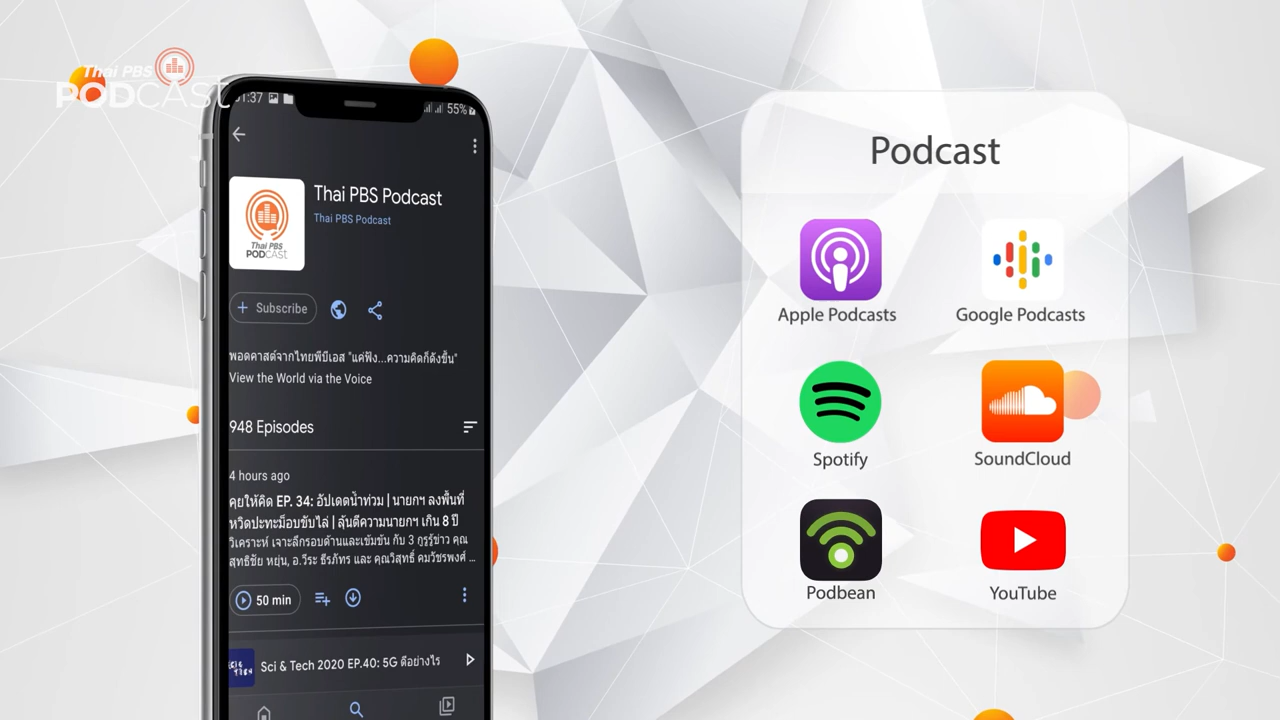 Thai PBS
PODCAST
01:37
55%
Thai PBS Podcast
Thai PBS Podcast
Thai PBS
PODCAST
+ Subscribe
พอดคาสต์จากไทยพีบีเอส "แค่ฟัง...ความคิดก็ดังขึ้น"
View the World via the Voice
948 Episodes
4 hours ago
คุยให้คิด EP. 34: อัปเดตน้ำท่วม | นายกฯ ลงพื้นที่
หวิดปะทะม็อบขับไล่ | ลุ้นตีความนายกฯ เกิน 8 ปี
วิเคราะห์ เจาะลึกรอบด้านและเข้มข้น กับ 3 กูรูรู้ข่าว คุณ
สุทธิชัย หยุ่น, อ.วีระ ธีรภัทร และ คุณวิสุทธิ์ คมวัชรพงศ์ ...
50 min
Sci & Tech 2020 EP.40: 5G ดีอย่างไร
Podcast
Apple Podcasts
Google Podcasts
Spotify
SoundCloud
Podbean
YouTube